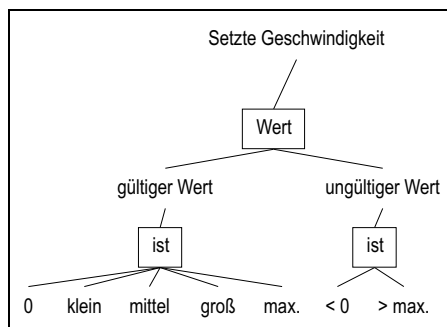 Setzte Geschwindigkeit
Wert
gültiger Wert ungültiger Wert
ist ist
0 klein mittel groß max. < 0 > max.